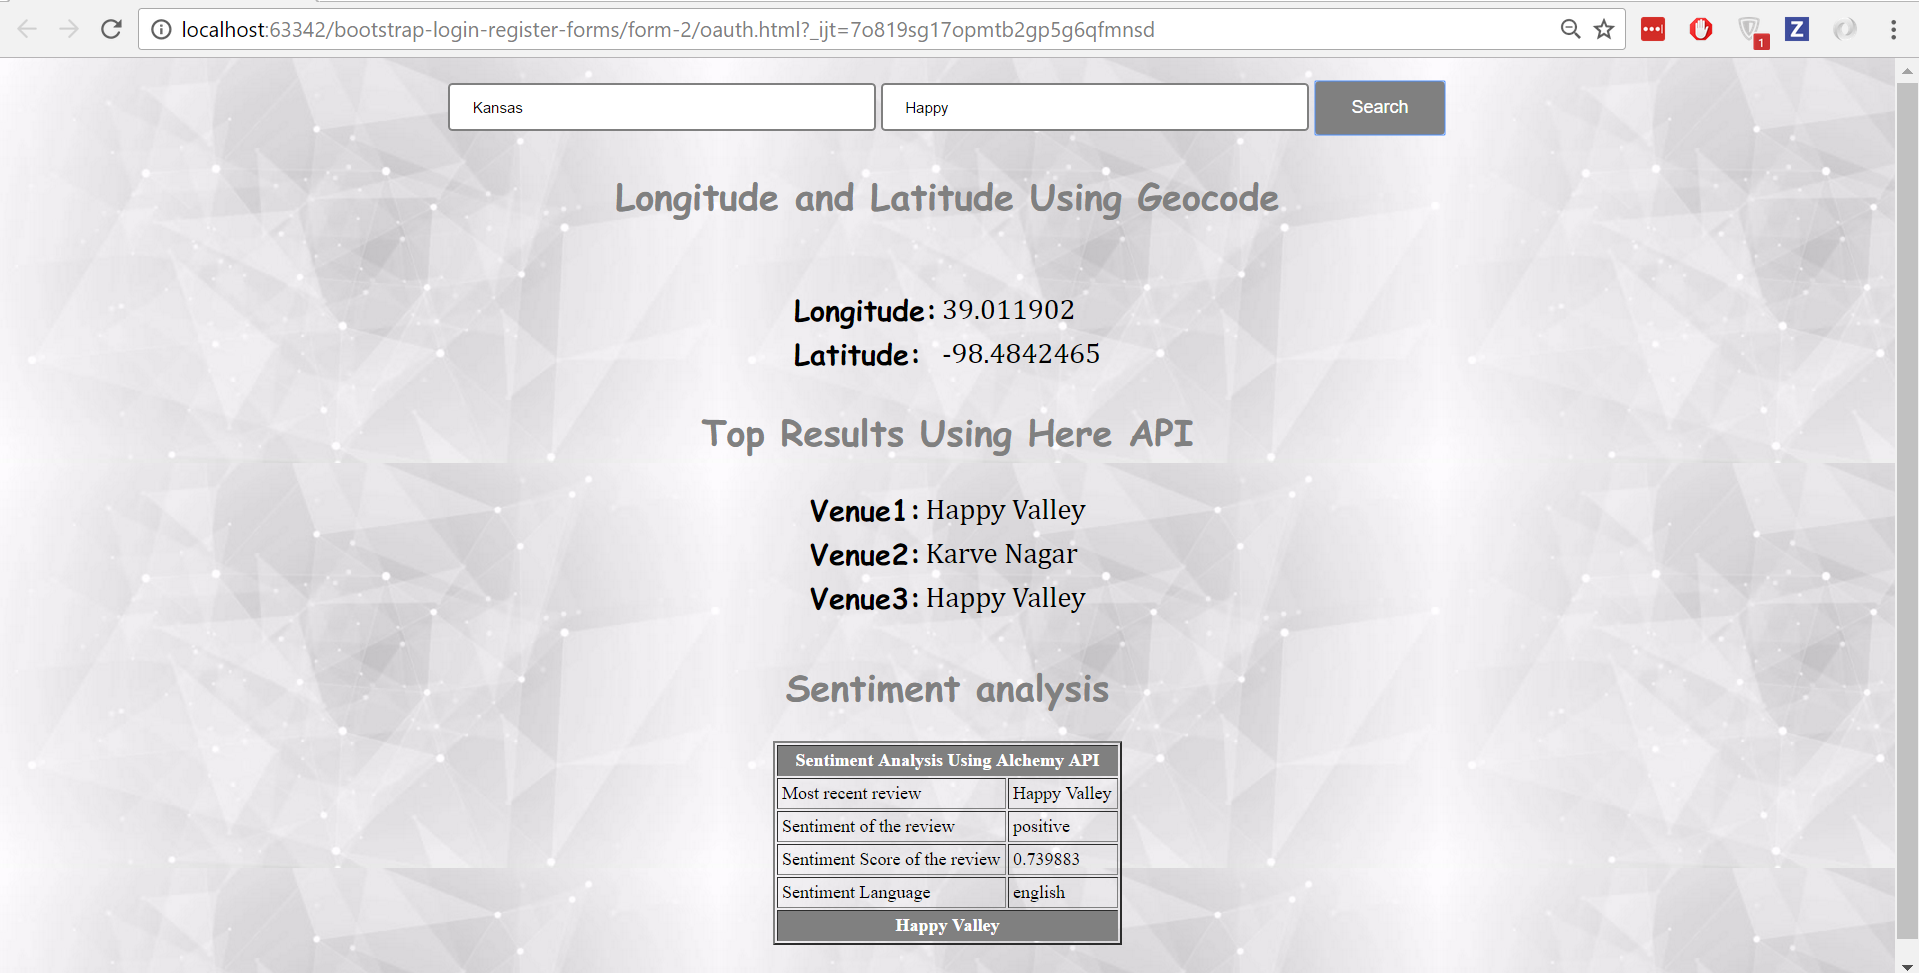 localhost:63342/bootstrap-login-register-forms/form-2/oauth.html?_ijt=7o819sg17opmtb2gp5g6qfmnsd
1
Z
Kansas Happy Search
Longitude and Latitude Using Geocode
Longitude: 39.011902
Latitude: -98.4842465
Top Results Using Here API
Venue1: Happy Valley
Venue2: Karve Nagar
Venue3: Happy Valley
Sentiment analysis
Sentiment Analysis Using Alchemy API
Most recent review Happy Valley
Sentiment of the review positive
Sentiment Score of the review 0.739883
Sentiment Language english
Happy Valley